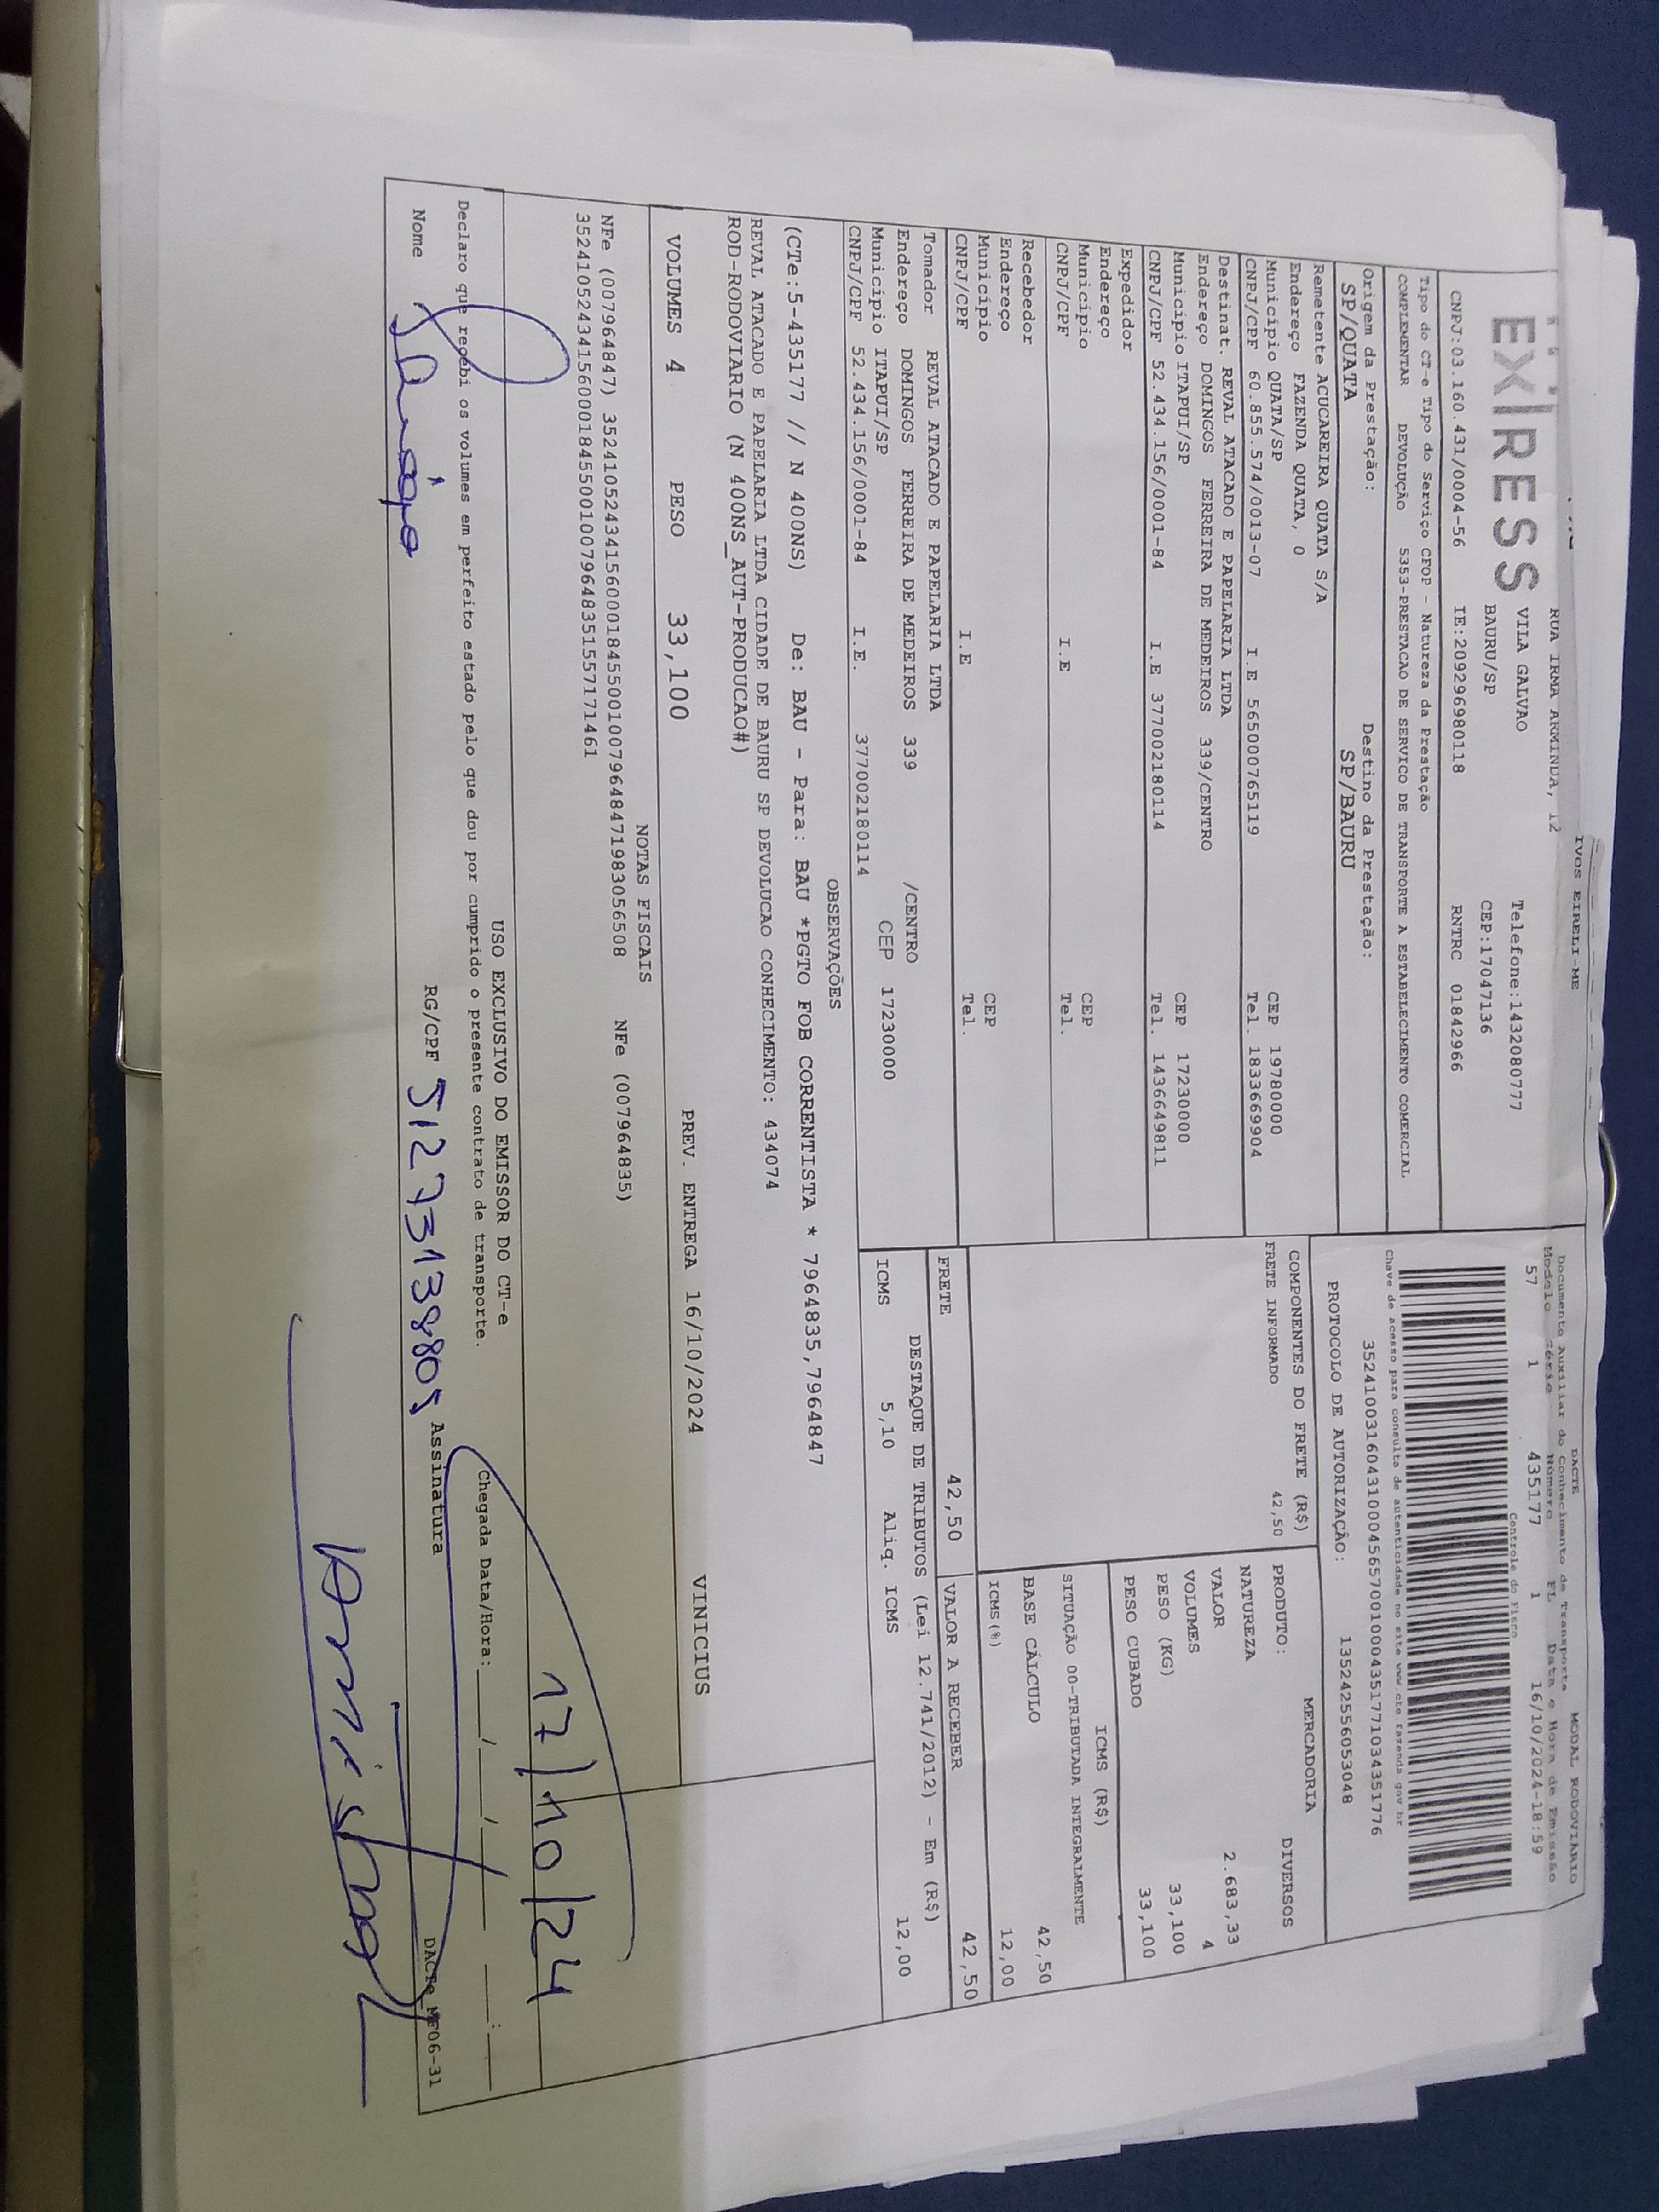 IVOS EIRELI-ME
RUA IRMA ARMINDA, 12
VILA GALVAO Telefone:1432080777
BAURU/SP CEP:17047136
CNPJ:03.160.431/0004-56 IE:209296980118 RNTRC 01842966
DACTE MODAL RODOVIÁRIO
Documento Auxiliar do Conhecimento de Transporte
Modelo Série Número FL Data e Hora de Emissão
57 1 435177 1 16/10/2024-18:59
Controle do Fisco
Chave de acesso para consulta de autenticidade no site www.cte.fazenda.gov.br
35241003160431000456570010004351771034351776
PROTOCOLO DE AUTORIZAÇÃO: 135242556053048
Tipo do CT-e Tipo do Serviço CFOP - Natureza da Prestação
COMPLEMENTAR DEVOLUÇÃO 5353-PRESTACAO DE SERVICO DE TRANSPORTE A ESTABELECIMENTO COMERCIAL
Origem da Prestação: Destino da Prestação:
SP/QUATA SP/BAURU
Remetente ACUCAREIRA QUATA S/A
Endereço FAZENDA QUATA, 0
Município QUATA/SP CEP 19780000
CNPJ/CPF 60.855.574/0013-07 I.E 565000765119 Tel. 1833669904
Destinat. REVAL ATACADO E PAPELARIA LTDA
Endereço DOMINGOS FERREIRA DE MEDEIROS 339/CENTRO
Município ITAPUI/SP CEP 17230000
CNPJ/CPF 52.434.156/0001-84 I.E 377002180114 Tel. 1436649811
Expedidor
Endereço
Município CEP
CNPJ/CPF I.E Tel.
Recebedor
Endereço
Município CEP
CNPJ/CPF I.E Tel.
Tomador REVAL ATACADO E PAPELARIA LTDA
Endereço DOMINGOS FERREIRA DE MEDEIROS 339 /CENTRO
Município ITAPUI/SP CEP 17230000
CNPJ/CPF 52.434.156/0001-84 I.E. 377002180114
COMPONENTES DO FRETE (R$)
FRETE INFORMADO 42,50
MERCADORIA
PRODUTO: DIVERSOS
NATUREZA
VALOR 2.683,33
VOLUMES 4
PESO (KG) 33,100
PESO CUBADO 33,100
ICMS (R$)
SITUAÇÃO 00-TRIBUTADA INTEGRALMENTE
BASE CÁLCULO 42,50
ICMS(%) 12,00
FRETE 42,50 VALOR A RECEBER 42,50
DESTAQUE DE TRIBUTOS (Lei 12.741/2012) - Em (R$)
ICMS 5,10 Aliq. ICMS 12,00
OBSERVAÇÕES
(CTe:5-435177 // N 400NS) De: BAU - Para: BAU *PGTO FOB CORRENTISTA * 7964835,7964847
REVAL ATACADO E PAPELARIA LTDA CIDADE DE BAURU SP DEVOLUCAO CONHECIMENTO: 434074
ROD-RODOVIARIO (N 400NS_AUT-PRODUCAO#)
VOLUMES 4 PESO 33,100 PREV. ENTREGA 16/10/2024 VINICIUS
NOTAS FISCAIS
NFe (007964847) 35241052434156000184550010079648471983056508 NFe (007964835)
35241052434156000184550010079648351557171461
17/10/24
USO EXCLUSIVO DO EMISSOR DO CT-e
Declaro que recebi os volumes em perfeito estado pelo que dou por cumprido o presente contrato de transporte.
Chegada Data/Hora:____/____/____ ____:____
Nome RG/CPF 51273138805 Assinatura DACTe_MF06-31